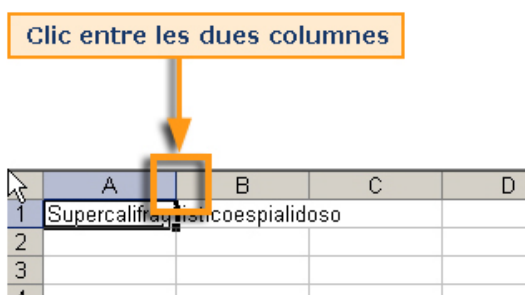 Clic entre les dues columnes
A B C D
1 Supercalifragilisticoespialidoso
2
3